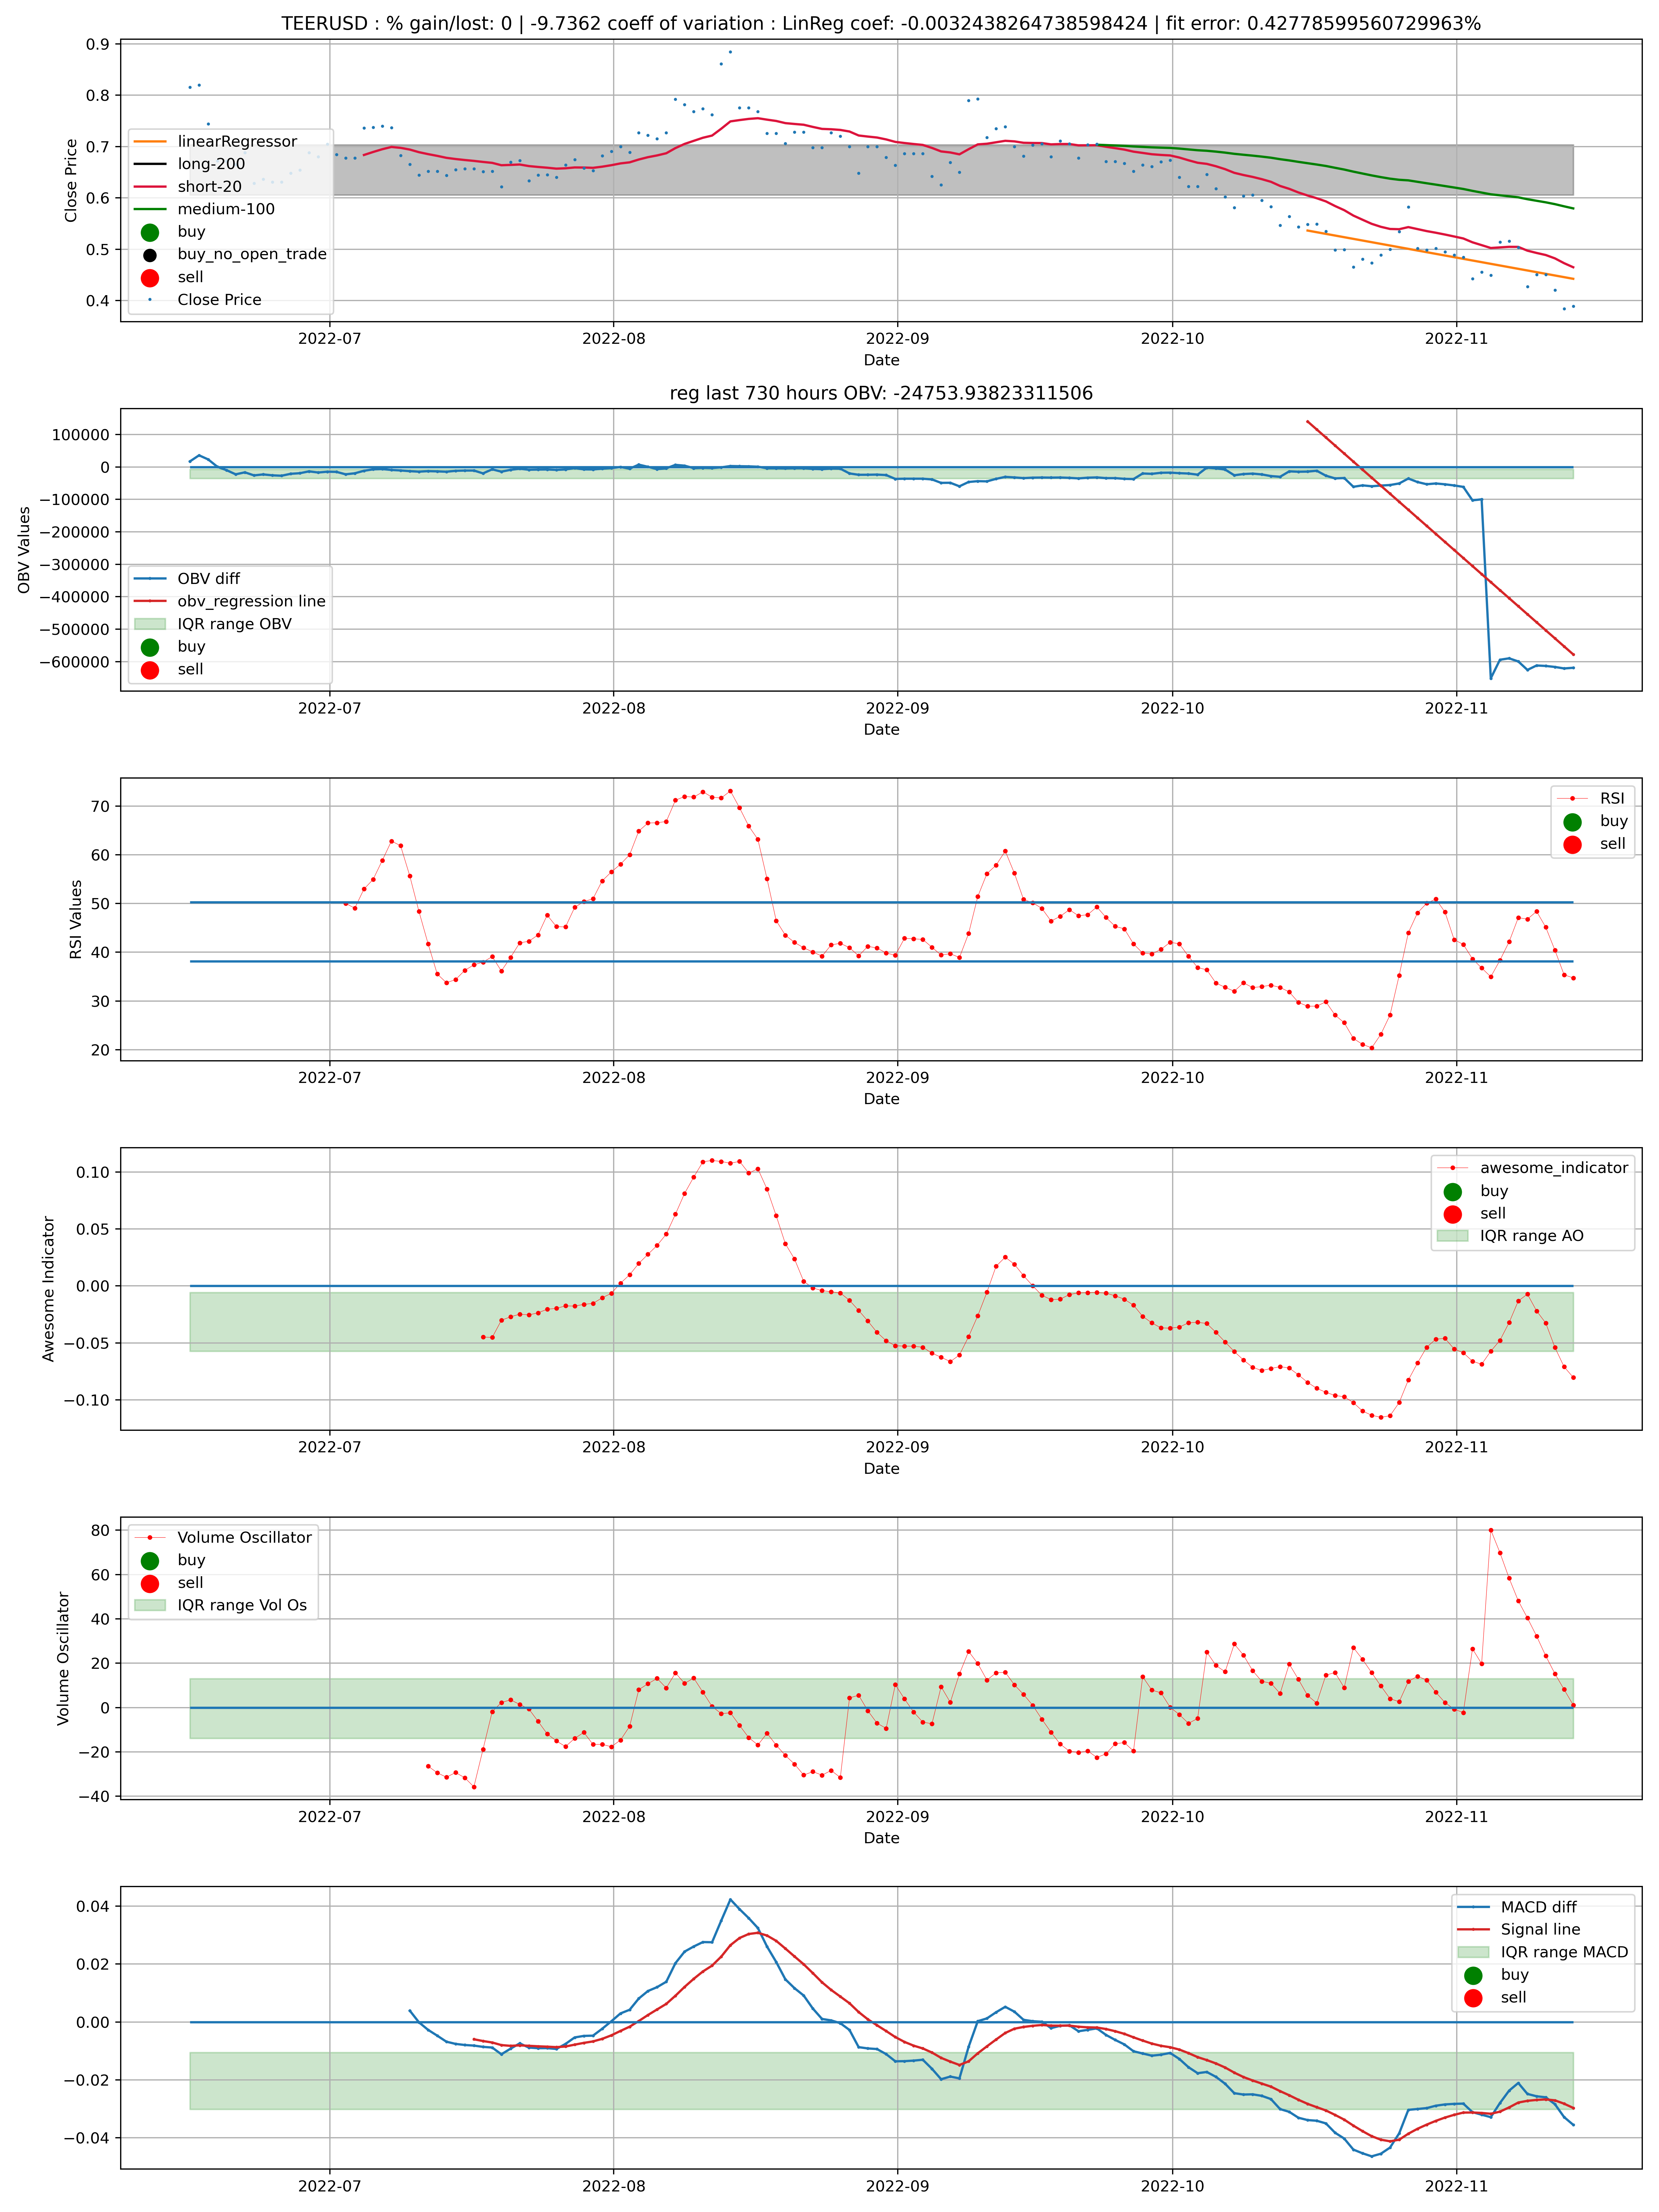 TEERUSD : % gain/lost: 0 | -9.7362 coeff of variation : LinReg coef: -0.0032438264738598424 | fit error: 0.42778599560729963%
0.9
0.8
0.7
0.6
0.5
0.4
Close Price
linearRegressor
long-200
short-20
medium-100
buy
buy_no_open_trade
sell
Close Price
2022-07
2022-08
2022-09
2022-10
2022-11
Date
reg last 730 hours OBV: -24753.93823311506
100000
0
−100000
−200000
−300000
−400000
−500000
−600000
OBV Values
OBV diff
obv_regression line
IQR range OBV
buy
sell
2022-07
2022-08
2022-09
2022-10
2022-11
Date
70
60
50
40
30
20
RSI Values
RSI
buy
sell
2022-07
2022-08
2022-09
2022-10
2022-11
Date
0.10
0.05
0.00
−0.05
−0.10
Awesome Indicator
awesome_indicator
buy
sell
IQR range AO
2022-07
2022-08
2022-09
2022-10
2022-11
Date
80
60
40
20
0
−20
−40
Volume Oscillator
Volume Oscillator
buy
sell
IQR range Vol Os
2022-07
2022-08
2022-09
2022-10
2022-11
Date
0.04
0.02
0.00
−0.02
−0.04
MACD diff
Signal line
IQR range MACD
buy
sell
2022-07
2022-08
2022-09
2022-10
2022-11